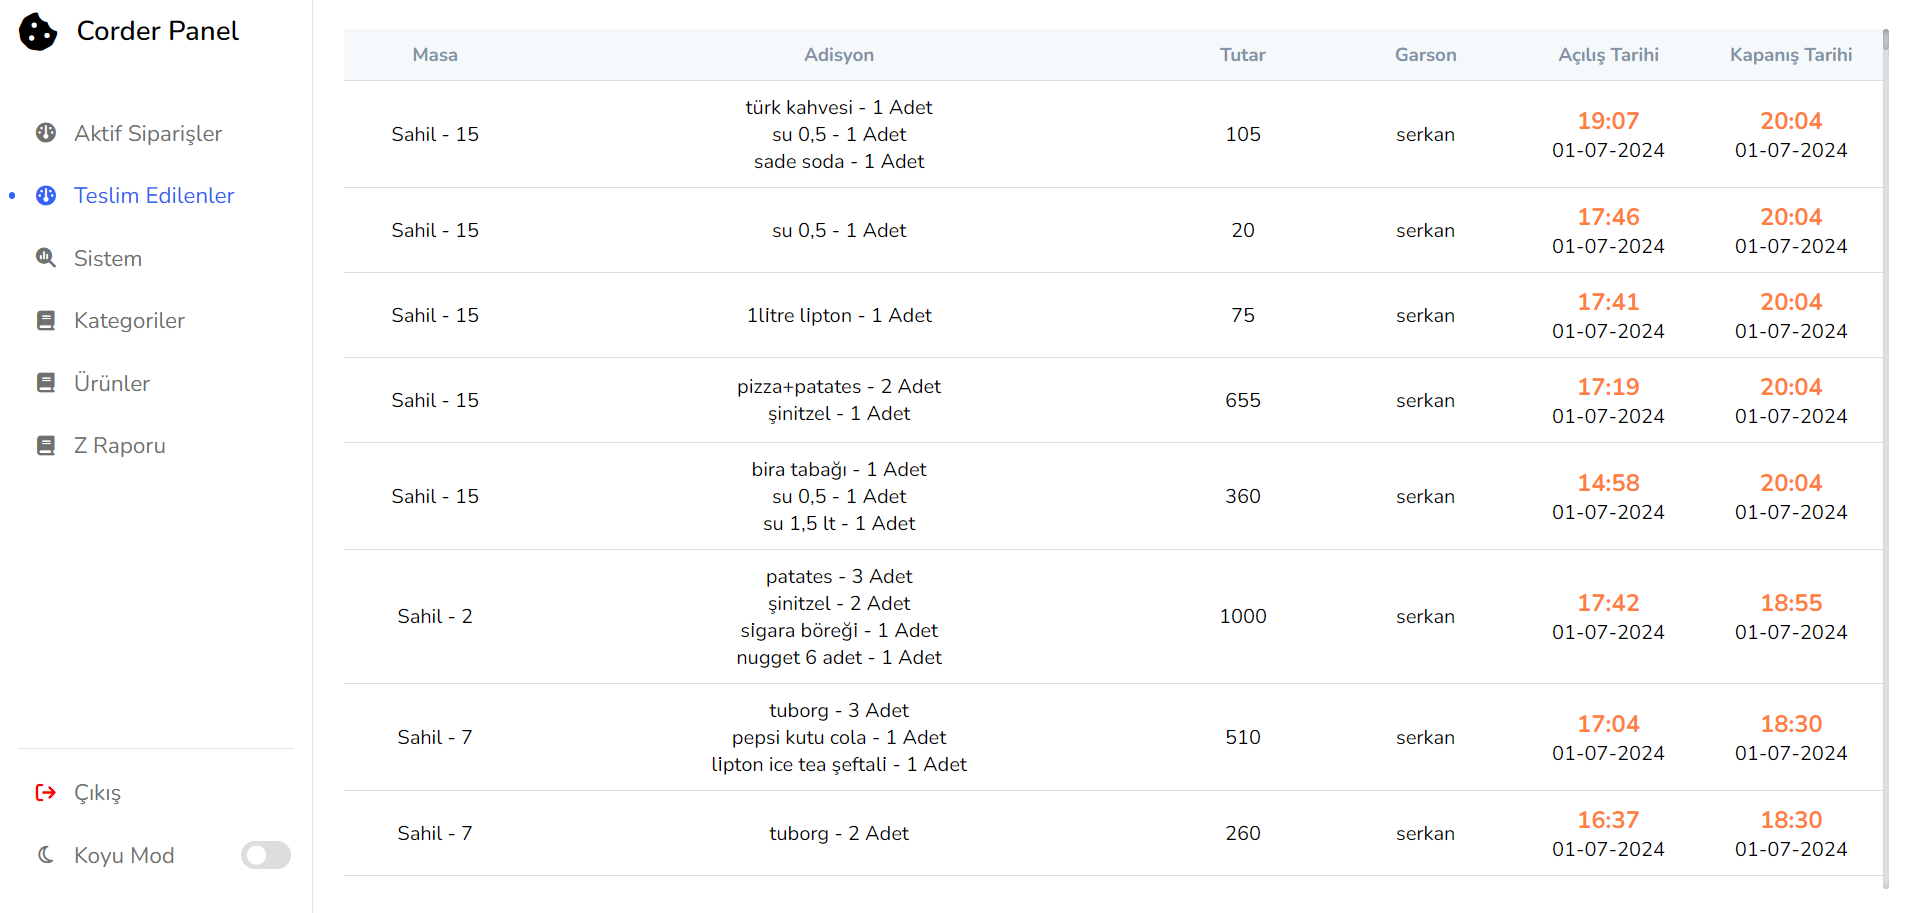 Corder Panel
Aktif Siparişler
Teslim Edilenler
Sistem
Kategoriler
Ürünler
Z Raporu
Çıkış
Koyu Mod
Masa Adisyon Tutar Garson Açılış Tarihi Kapanış Tarihi
türk kahvesi - 1 Adet
Sahil - 15 su 0,5 - 1 Adet 105 serkan 19:07 20:04
sade soda - 1 Adet 01-07-2024 01-07-2024
Sahil - 15 su 0,5 - 1 Adet 20 serkan 17:46 20:04
01-07-2024 01-07-2024
Sahil - 15 1litre lipton - 1 Adet 75 serkan 17:41 20:04
01-07-2024 01-07-2024
pizza+patates - 2 Adet 17:19 20:04
Sahil - 15 şinitzel - 1 Adet 655 serkan 01-07-2024 01-07-2024
bira tabağı - 1 Adet 14:58 20:04
Sahil - 15 su 0,5 - 1 Adet 360 serkan 01-07-2024 01-07-2024
su 1,5 lt - 1 Adet
patates - 3 Adet
şinitzel - 2 Adet 17:42 18:55
Sahil - 2 sigara böreği - 1 Adet 1000 serkan 01-07-2024 01-07-2024
nugget 6 adet - 1 Adet
tuborg - 3 Adet 17:04 18:30
Sahil - 7 pepsi kutu cola - 1 Adet 510 serkan 01-07-2024 01-07-2024
lipton ice tea şeftali - 1 Adet
Sahil - 7 tuborg - 2 Adet 260 serkan 16:37 18:30
01-07-2024 01-07-2024